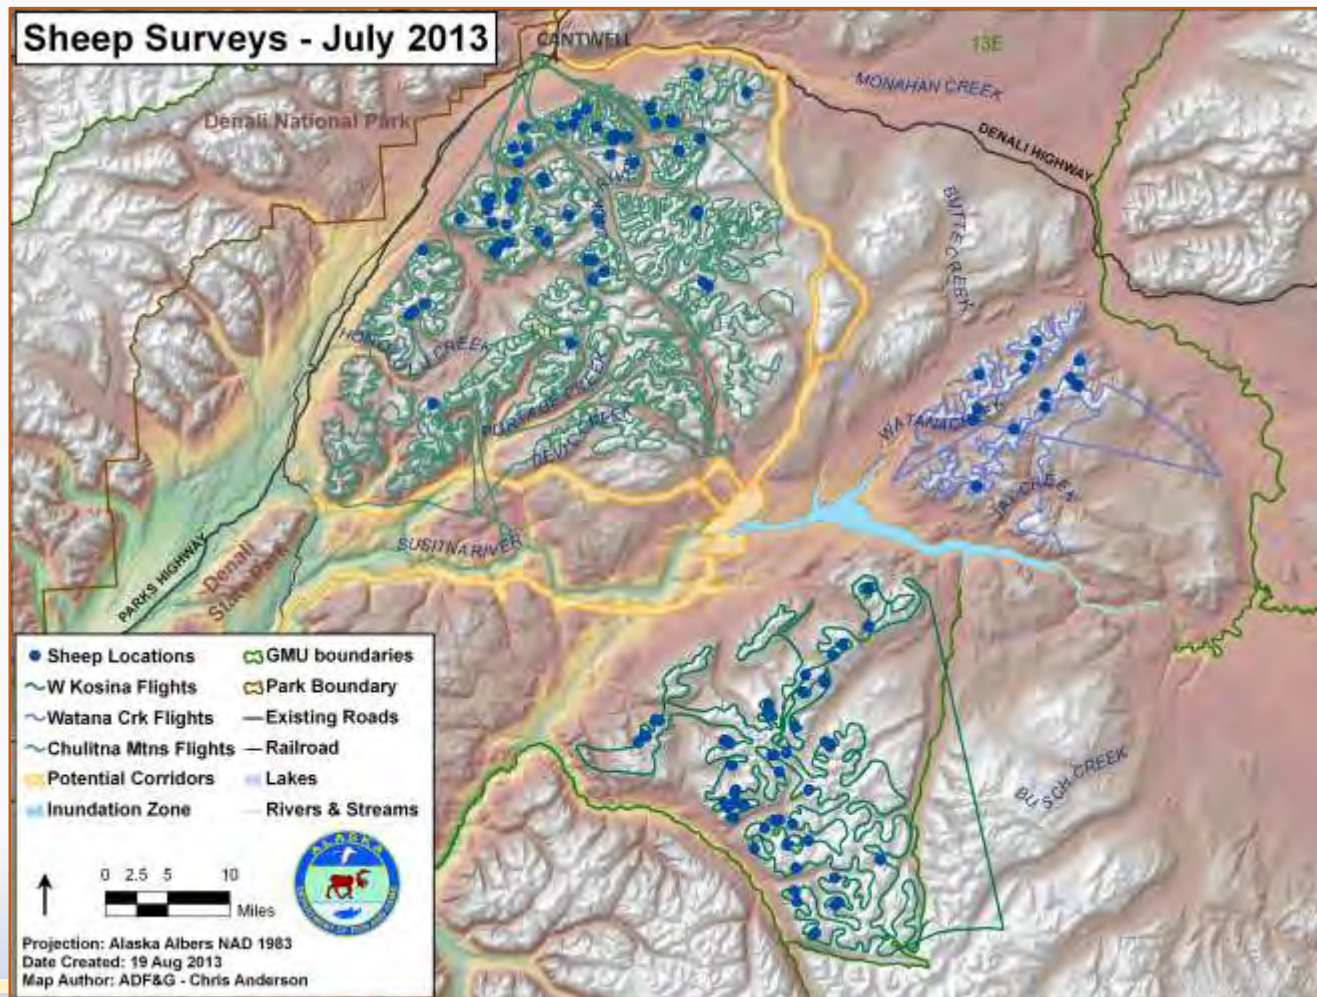 Sheep Surveys - July 2013
CANTWELL
13E
MONAHAN CREEK
Denali National Park
DENALI HIGHWAY
BUTTE CREEK
CREEK
PORTAGE CREEK
DEVIL CREEK
WATANA CREEK
CREEK
SUSITNA RIVER
PARKS HIGHWAY
Denali
State Park
CREEK
Sheep Locations
GMU boundaries
W Kosina Flights
Park Boundary
Watana Crk Flights
Existing Roads
Chulitna Mtns Flights
Railroad
Potential Corridors
Lakes
Inundation Zone
Rivers & Streams
ALASKA
0 2.5 5 10
Miles
Projection: Alaska Albers NAD 1983
Date Created: 19 Aug 2013
Map Author: ADF&G - Chris Anderson